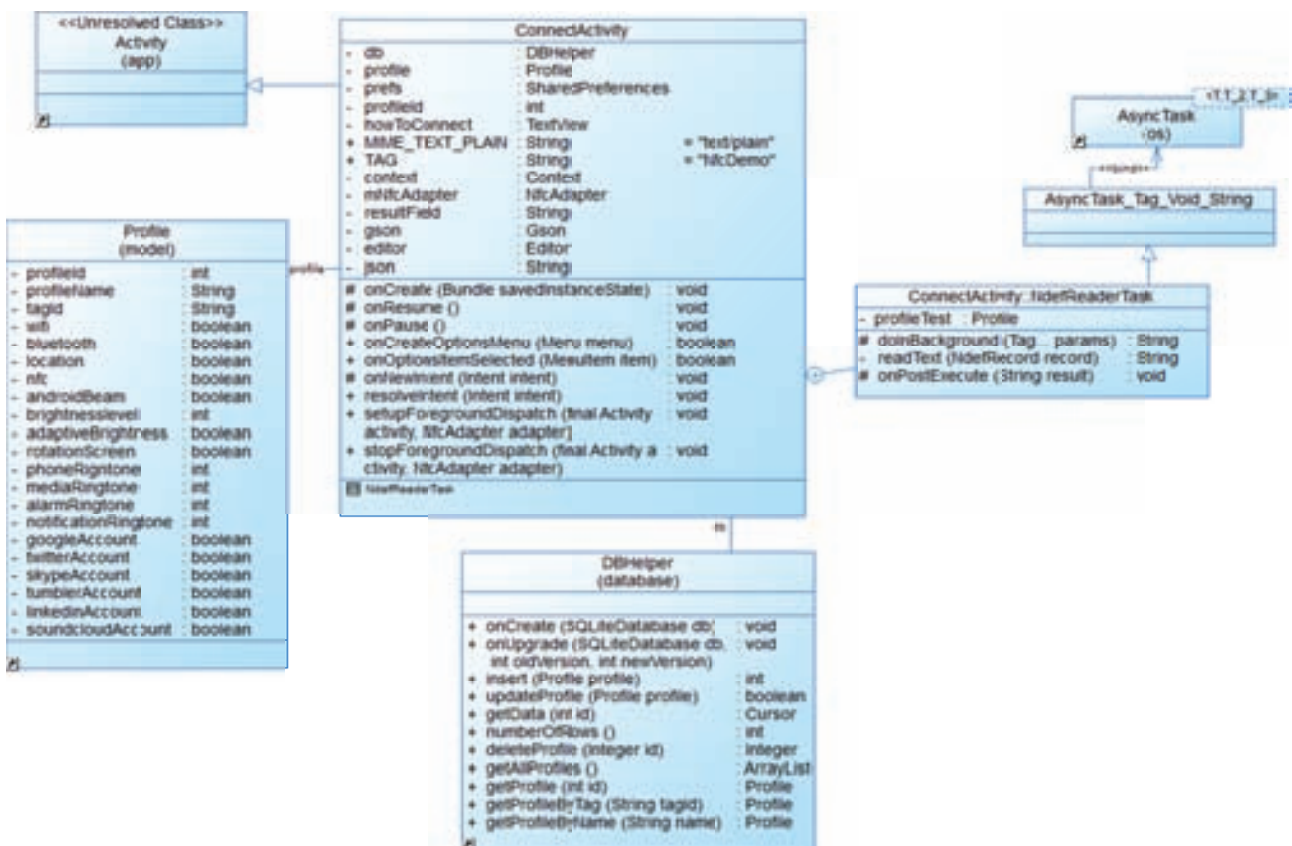 <<Unresolved Class>>
Activity
(app)
ConnectActivity
- db : DBHelper
- profile : Profile
- prefs : SharedPreferences
- profileId : int
- howToConnect : TextView
+ MIME_TEXT_PLAIN : String = "text/plain"
+ TAG : String = "NfcDemo"
- context : Context
- mNfcAdapter : NfcAdapter
- resultField : String
- gson : Gson
- editor : Editor
- json : String
# onCreate (Bundle savedInstanceState) : void
# onResume () : void
# onPause () : void
+ onCreateOptionsMenu (Menu menu) : boolean
+ onOptionsItemSelected (MenuItem item) : boolean
# onNewIntent (Intent intent) : void
+ resolveIntent (Intent intent) : void
+ setupForegroundDispatch (final Activity : void
activity, NfcAdapter adapter)
+ stopForegroundDispatch (final Activity a : void
ctivity, NfcAdapter adapter)
NdefReaderTask
<T,T_2,T_3>
AsyncTask
(os)
AsyncTask_Tag_Void_String
ConnectActivity::NdefReaderTask
- profileTest : Profile
# doInBackground (Tag... params) : String
- readText (NdefRecord record) : String
# onPostExecute (String result) : void
Profile
(model)
- profileId : int
- profileName : String
- tagId : String
- wifi : boolean
- bluetooth : boolean
- location : boolean
- nfc : boolean
- androidBeam : boolean
- brightnesslevel : int
- adaptiveBrightness : boolean
- rotationScreen : boolean
- phoneRigntone : int
- mediaRingtone : int
- alarmRingtone : int
- notificationRingtone : int
- googleAccount : boolean
- twitterAccount : boolean
- skypeAccount : boolean
- tumblerAccount : boolean
- linkedinAccount : boolean
- soundcloudAccount : boolean
profile
DBHelper
(database)
+ onCreate (SQLiteDatabase db) : void
+ onUpgrade (SQLiteDatabase db, : void
int oldVersion, int newVersion)
+ insert (Profile profile) : int
+ updateProfile (Profile profile) : boolean
+ getData (int id) : Cursor
+ numberOfRows () : int
+ deleteProfile (Integer id) : Integer
+ getAllProfiles () : ArrayList
+ getProfile (int id) : Profile
+ getProfileByTag (String tagId) : Profile
+ getProfileByName (String name) : Profile